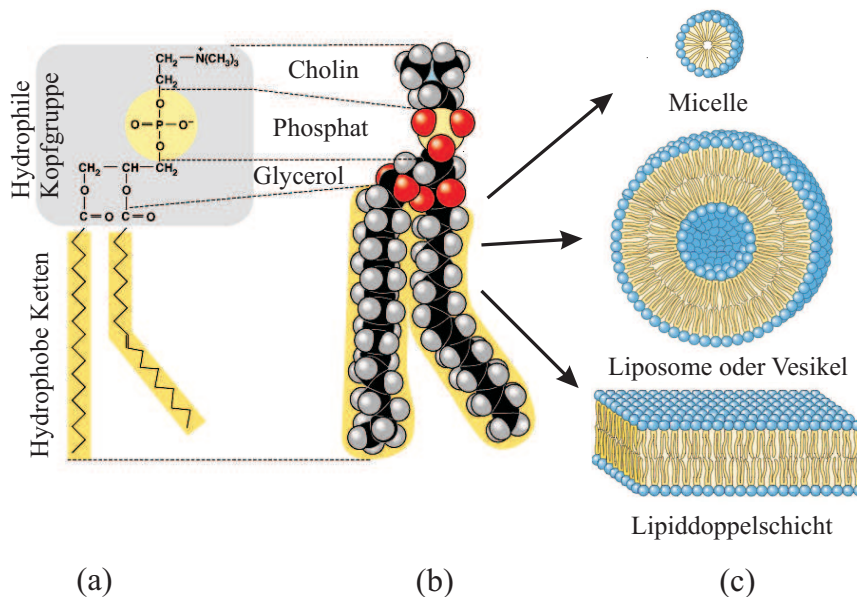 Hydrophile
Kopfgruppe
Hydrophobe Ketten
CH₂—N(CH₃)₃
+
CH₂
O
O=P—O⁻
O
CH₂—CH—CH₂
O O
C=O C=O
Cholin
Phosphat
Glycerol
Micelle
Liposome oder Vesikel
Lipiddoppelschicht
(a)
(b)
(c)